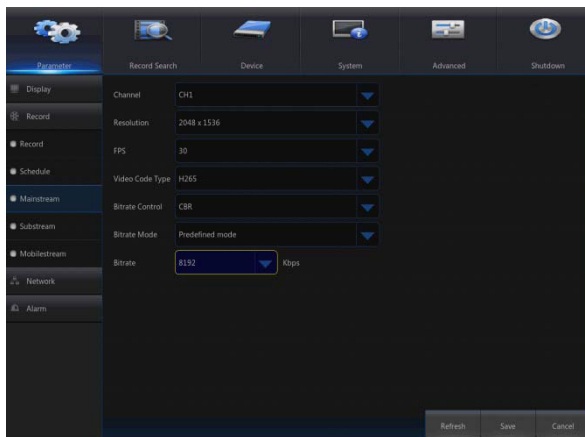 Parameter Record Search Device System Advanced Shutdown
Display
Record
Record
Schedule
Mainstream
Substream
Mobilestream
Network
Alarm
Channel CH1
Resolution 2048 x 1536
FPS 30
Video Code Type H265
Bitrate Control CBR
Bitrate Mode Predefined mode
Bitrate 8192 Kbps
Refresh Save Cancel